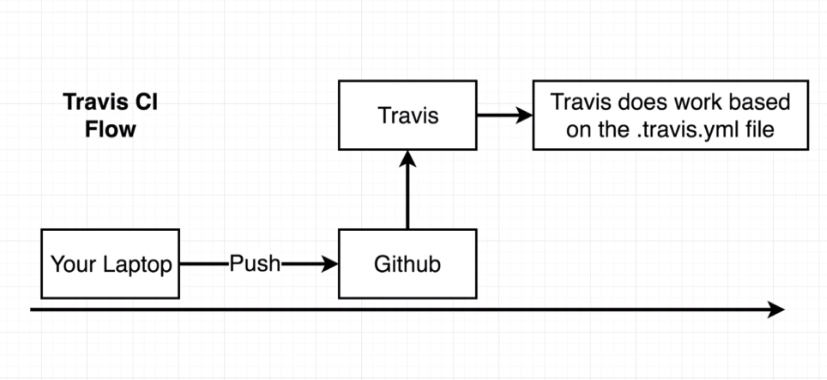 Travis CI
Flow
Travis
Travis does work based
on the .travis.yml file
Your Laptop
Push
Github